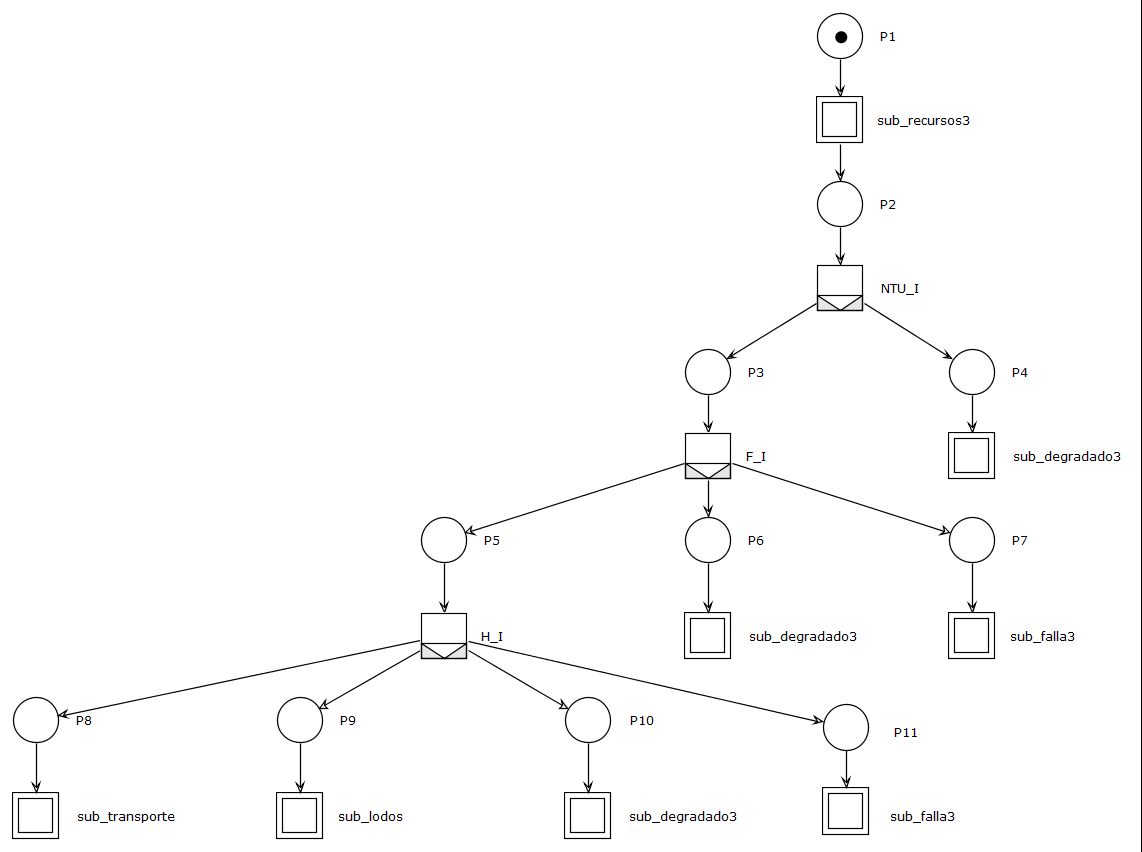 P1
sub_recursos3
P2
NTU_I
P3
P4
F_I
sub_degradado3
P5
P6
P7
H_I
sub_degradado3
sub_falla3
P8
P9
P10
P11
sub_transporte
sub_lodos
sub_degradado3
sub_falla3